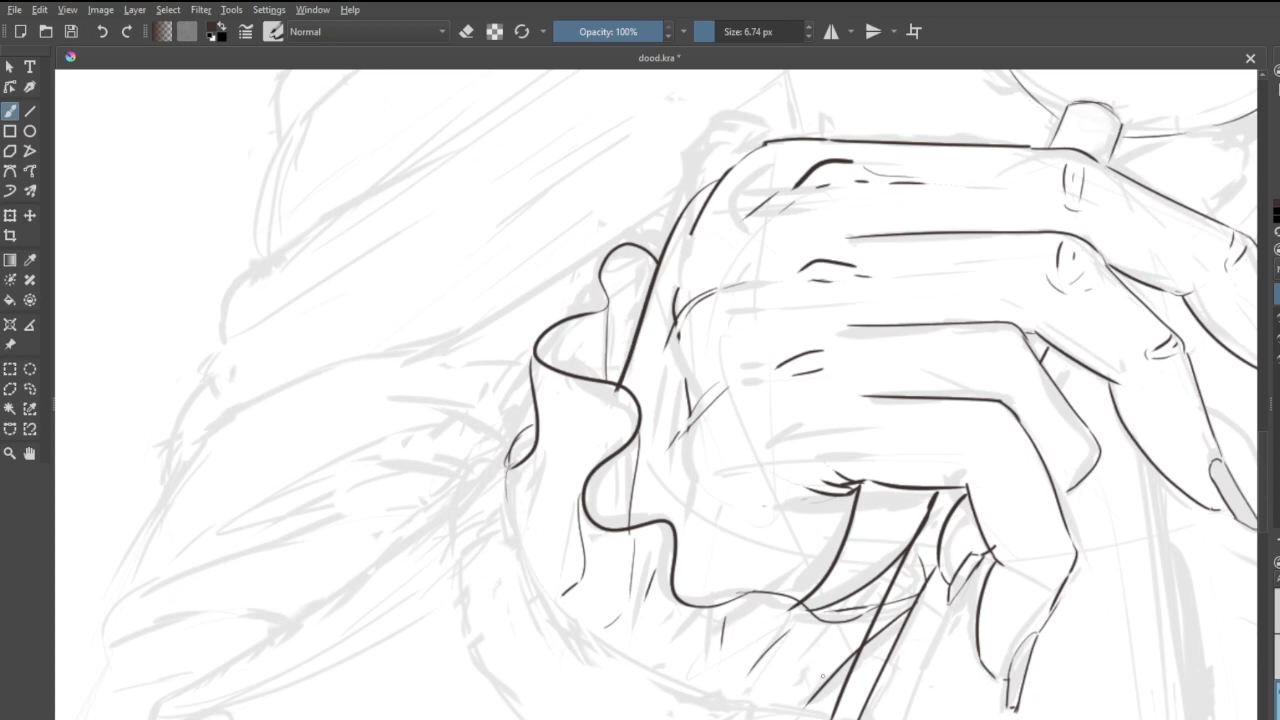 File Edit View Image Layer Select Filter Tools Settings Window Help
Normal Opacity: 100% Size: 6.74 px
dood.kra *